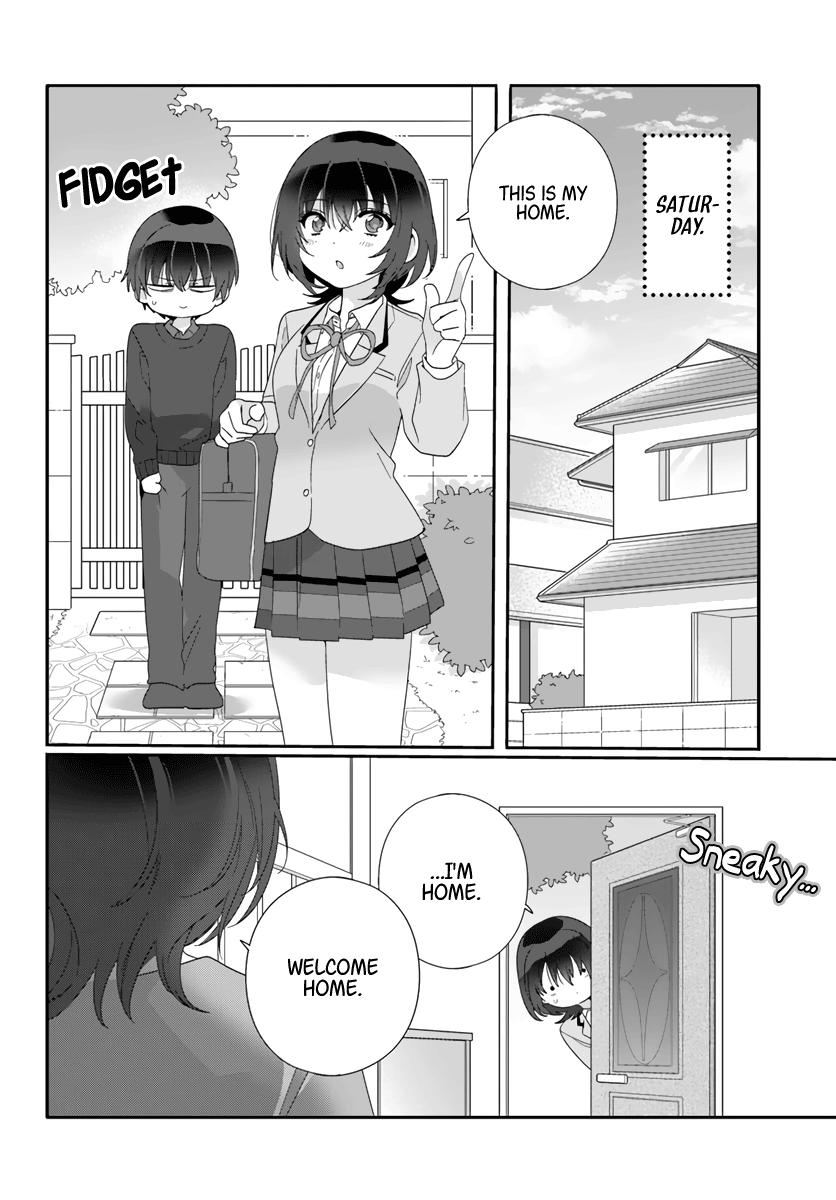 SATUR-
DAY.
THIS IS MY
HOME.
FIDGET
Sneaky...
...I'M
HOME.
WELCOME
HOME.